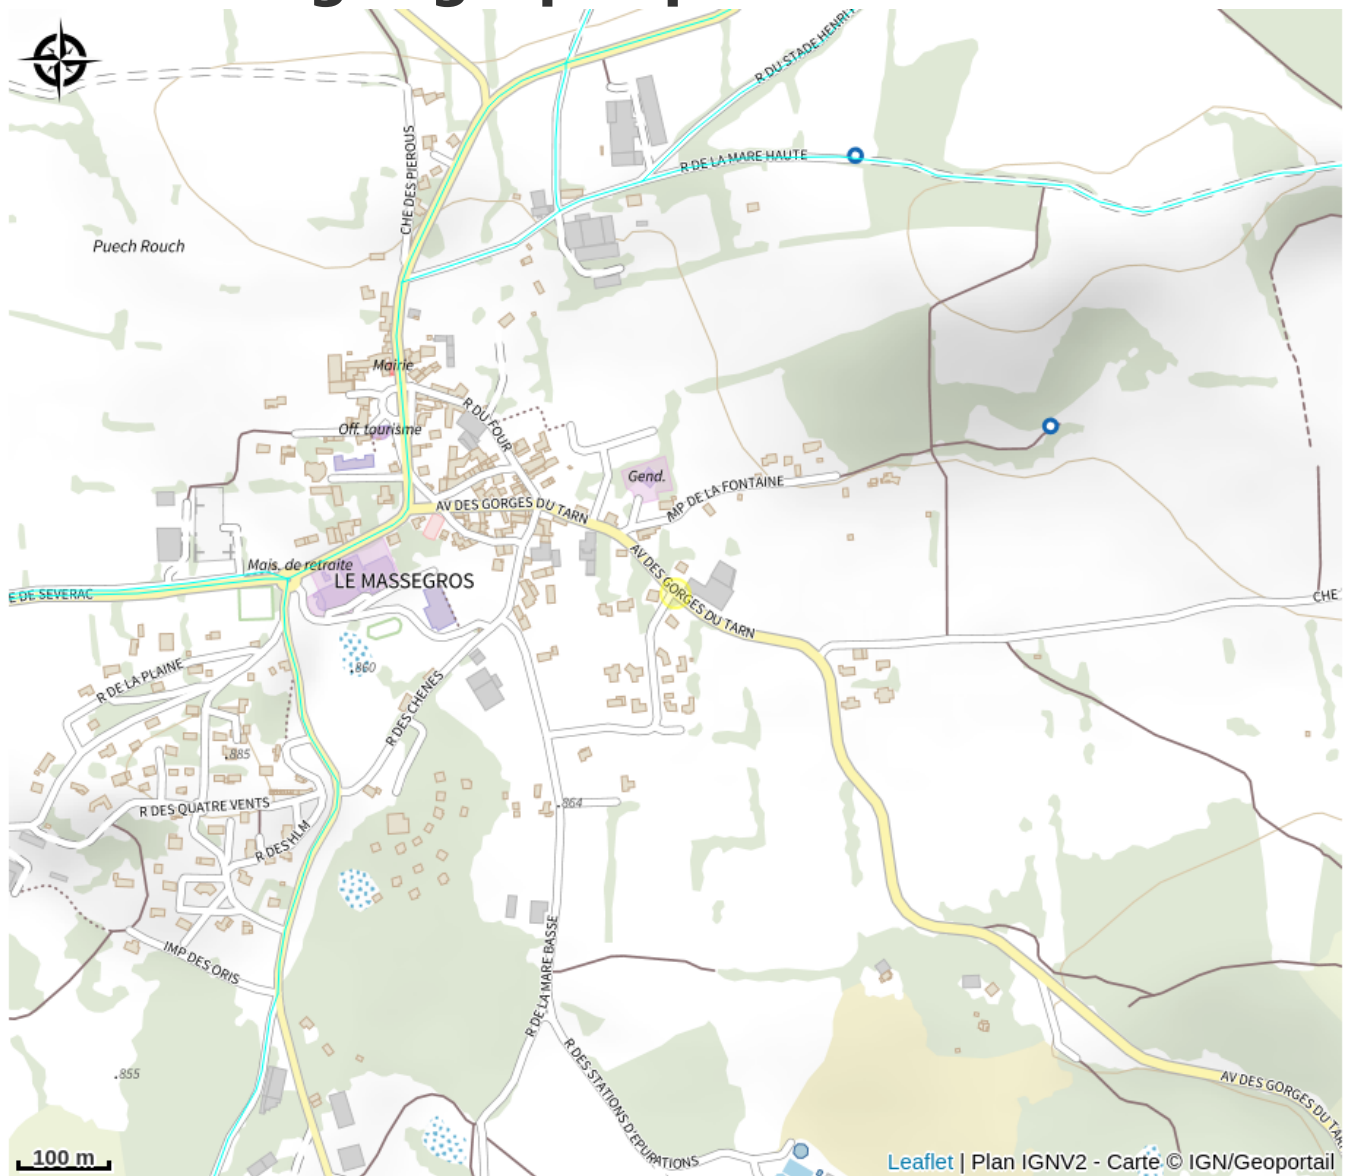 R DU STADE HENRI
R DE LA MARE HAUTE
CHE DES PIEROUS
Puech Rouch
Mairie
R DU FOUR
Off. tourisme
Gend.
IMP DE LA FONTAINE
AV DES GORGES DU TARN
Mais. de retraite
LE MASSEGROS
E DE SEVERAC
AV DES GORGES DU TARN
CHE
860
R DE LA PLAINE
R DES CHENES
885
R DES QUATRE VENTS
864
R DES HLM
IMP DES ORIS
R DE LA MARE BASSE
R DES STATIONS D'EPURATIONS
855
AV DES GORGES DU TAR
100 m
Leaflet | Plan IGNV2 - Carte © IGN/Geoportail